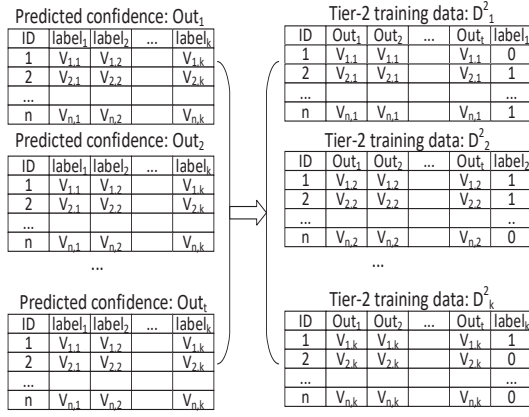 Predicted confidence: Out₁
ID label₁ label₂ ... labelₖ
1 V₁,₁ V₁,₂ V₁,ₖ
2 V₂,₁ V₂,₂ V₂,ₖ
...
n Vₙ,₁ Vₙ,₂ Vₙ,ₖ
Predicted confidence: Out₂
ID label₁ label₂ ... labelₖ
1 V₁,₁ V₁,₂ V₁,ₖ
2 V₂,₁ V₂,₂ V₂,ₖ
...
n Vₙ,₁ Vₙ,₂ Vₙ,ₖ
...
Predicted confidence: Outₜ
ID label₁ label₂ ... labelₖ
1 V₁,₁ V₁,₂ V₁,ₖ
2 V₂,₁ V₂,₂ V₂,ₖ
...
n Vₙ,₁ Vₙ,₂ Vₙ,ₖ
Tier-2 training data: D²₁
ID Out₁ Out₂ ... Outₜ label₁
1 V₁,₁ V₁,₁ V₁,₁ 0
2 V₂,₁ V₂,₁ V₂,₁ 1
... ...
n Vₙ,₁ Vₙ,₁ Vₙ,₁ 1
Tier-2 training data: D²₂
ID Out₁ Out₂ ... Outₜ label₂
1 V₁,₂ V₁,₂ V₁,₂ 1
2 V₂,₂ V₂,₂ V₂,₂ 1
... ..
n Vₙ,₂ Vₙ,₂ Vₙ,₂ 0
...
Tier-2 training data: D²ₖ
ID Out₁ Out₂ ... Outₜ labelₖ
1 V₁,ₖ V₁,ₖ V₁,ₖ 1
2 V₂,ₖ V₂,ₖ V₂,ₖ 0
... ...
n Vₙ,ₖ Vₙ,ₖ Vₙ,ₖ 0